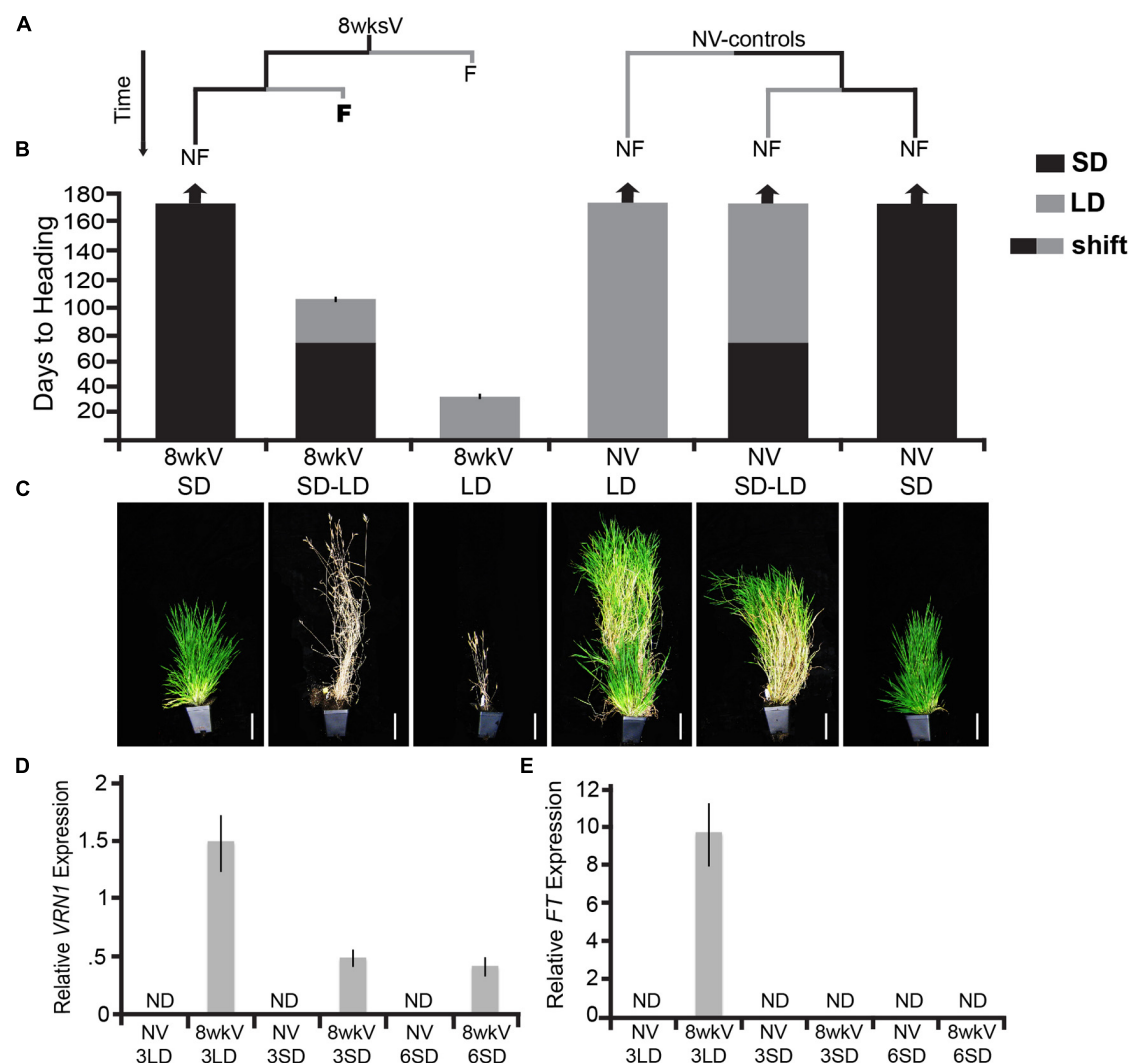 A
8wksV
NV-controls
Time
F
F
NF
NF
NF
NF
SD
LD
shift
B
Days to Heading
180
160
140
120
100
80
60
40
20
8wkV
SD
8wkV
SD-LD
8wkV
LD
NV
LD
NV
SD-LD
NV
SD
C
D
Relative VRN1 Expression
2
1.5
1
.5
0
ND
ND
ND
NV
3LD
8wkV
3LD
NV
3SD
8wkV
3SD
NV
6SD
8wkV
6SD
E
Relative FT Expression
12
10
8
6
4
2
0
ND
ND
ND
ND
ND
NV
3LD
8wkV
3LD
NV
3SD
8wkV
3SD
NV
6SD
8wkV
6SD